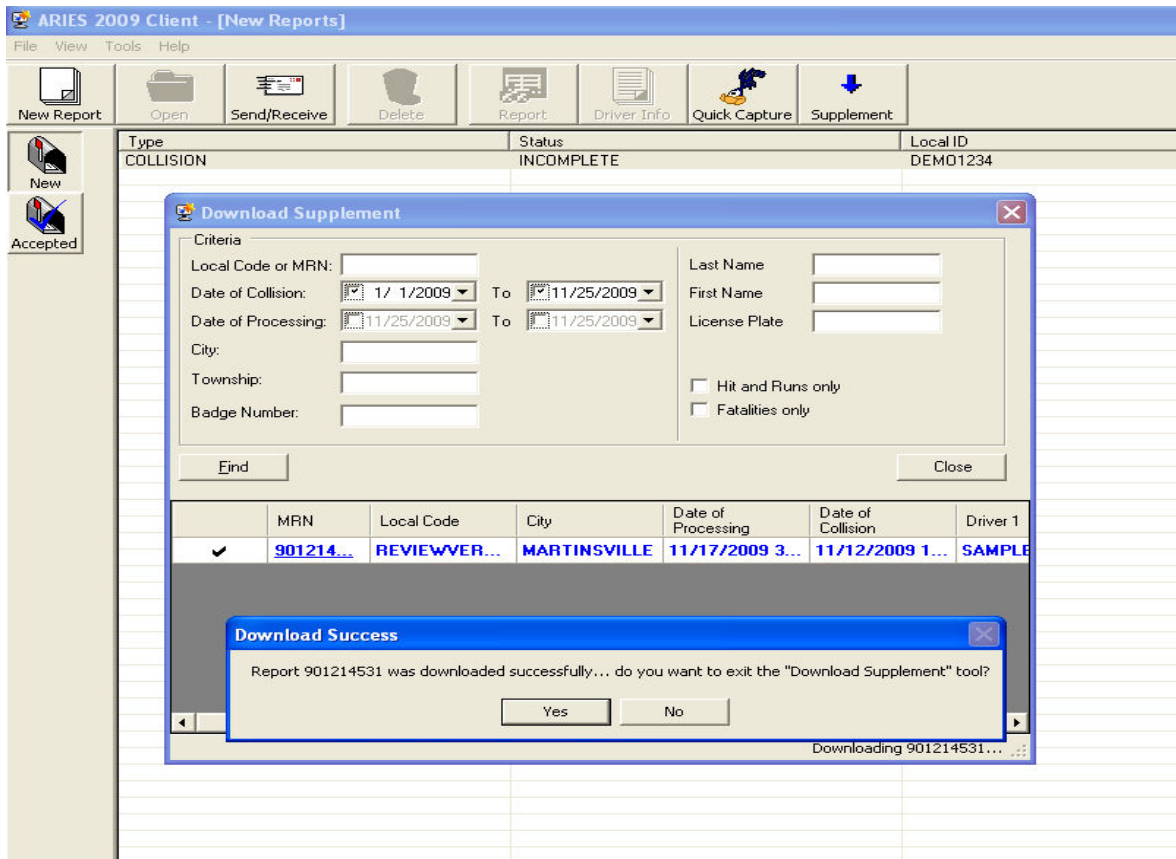 ARIES 2009 Client - [New Reports]
File View Tools Help
New Report Open Send/Receive Delete Report Driver Info Quick Capture Supplement
New
Accepted
Type Status Local ID
COLLISION INCOMPLETE DEMO1234
Download Supplement
Criteria
Local Code or MRN: Last Name
Date of Collision: 1/ 1/2009 To 11/25/2009 First Name
Date of Processing: 11/25/2009 To 11/25/2009 License Plate
City:
Township: Hit and Runs only
Badge Number: Fatalities only
Find Close
MRN Local Code City Date of Processing Date of Collision Driver 1
901214... REVIEWVER... MARTINSVILLE 11/17/2009 3... 11/12/2009 1... SAMPLE
Download Success
Report 901214531 was downloaded successfully... do you want to exit the "Download Supplement" tool?
Yes No
Downloading 901214531...